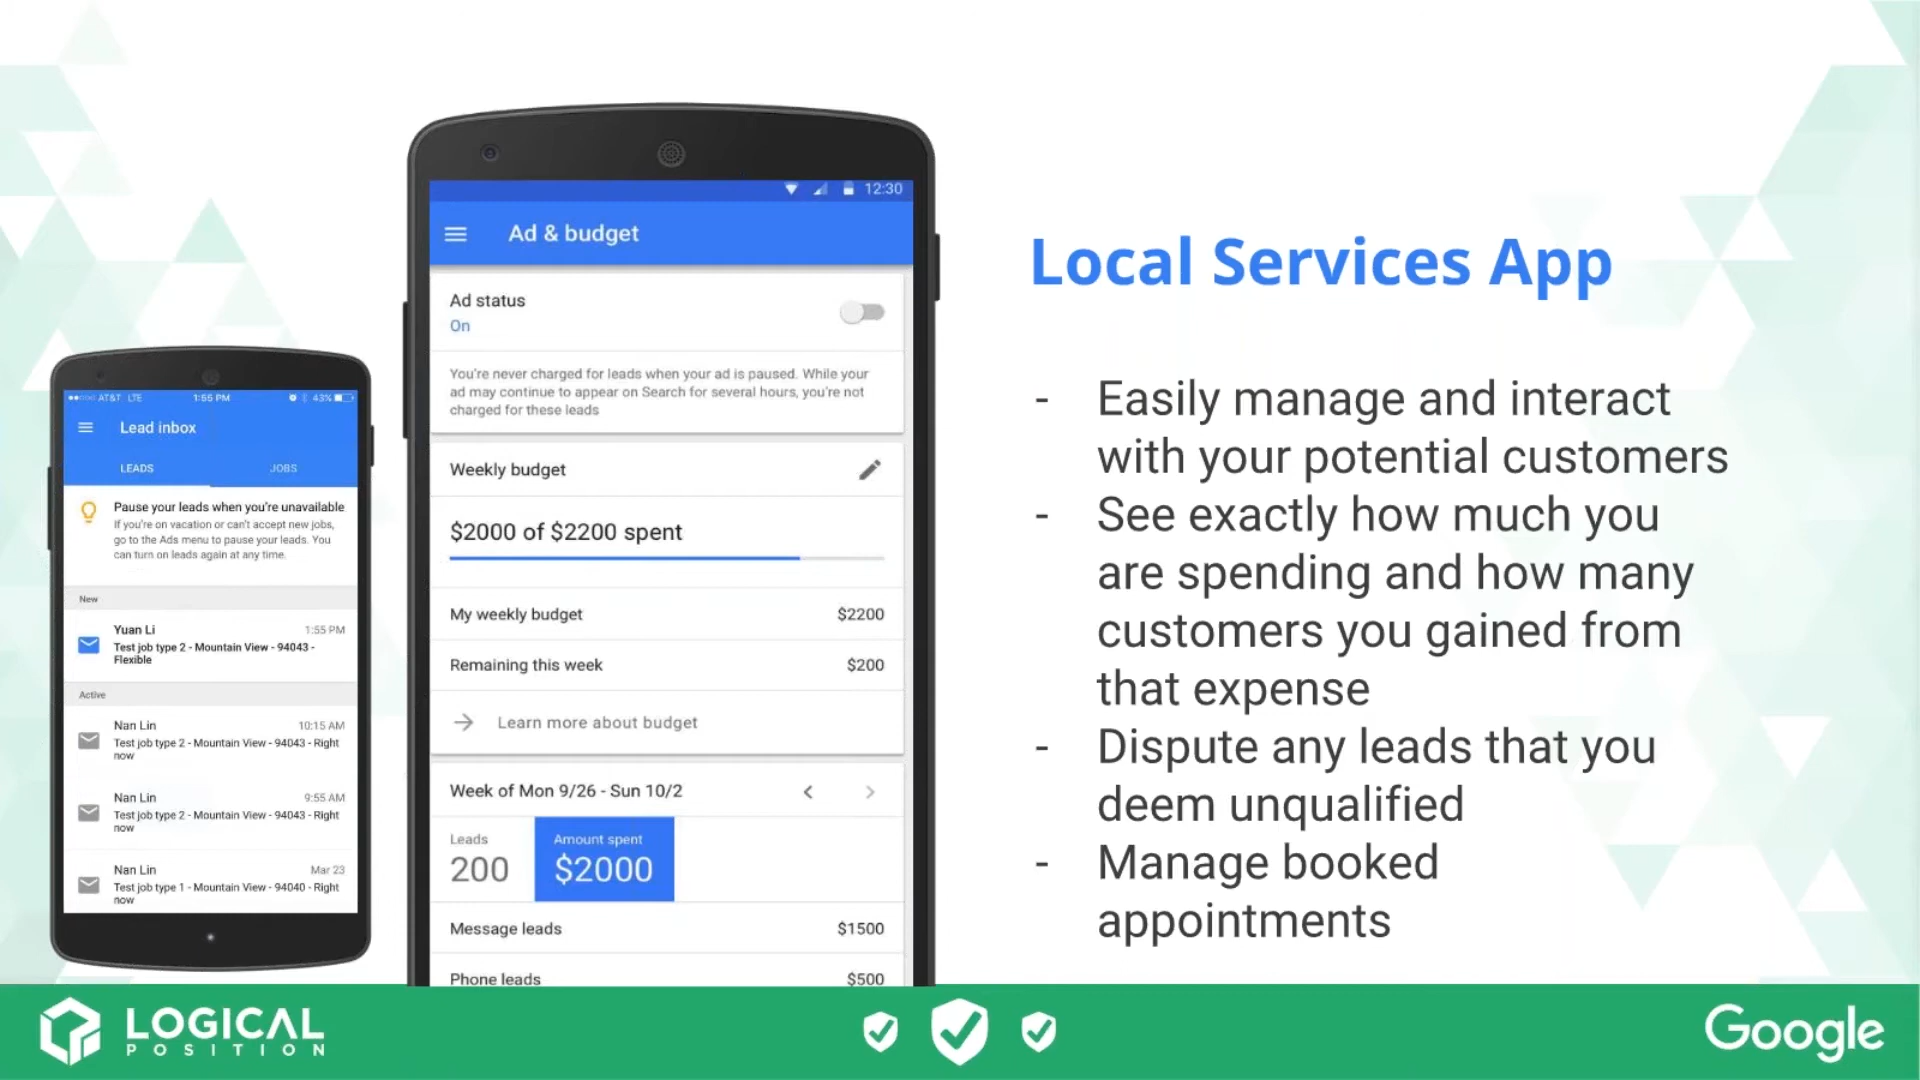 12:30
Ad & budget
Ad status
On
You're never charged for leads when your ad is paused. While your
ad may continue to appear on Search for several hours, you're not
charged for these leads
Weekly budget
$2000 of $2200 spent
My weekly budget $2200
Remaining this week $200
Learn more about budget
Week of Mon 9/26 - Sun 10/2
Leads Amount spent
200 $2000
Message leads $1500
Phone leads $500
AT&T LTE 1:55 PM 43%
Lead inbox
LEADS JOBS
Pause your leads when you're unavailable
If you're on vacation or can't accept new jobs,
go to the Ads menu to pause your leads. You
can turn on leads again at any time.
New
Yuan Li 1:55 PM
Test job type 2 - Mountain View - 94043 -
Flexible
Active
Nan Lin 10:15 AM
Test job type 2 - Mountain View - 94043 - Right
now
Nan Lin 9:55 AM
Test job type 2 - Mountain View - 94043 - Right
now
Nan Lin Mar 23
Test job type 1 - Mountain View - 94040 - Right
now
Local Services App
- Easily manage and interact
with your potential customers
- See exactly how much you
are spending and how many
customers you gained from
that expense
- Dispute any leads that you
deem unqualified
- Manage booked
appointments
LOGICAL
POSITION
Google